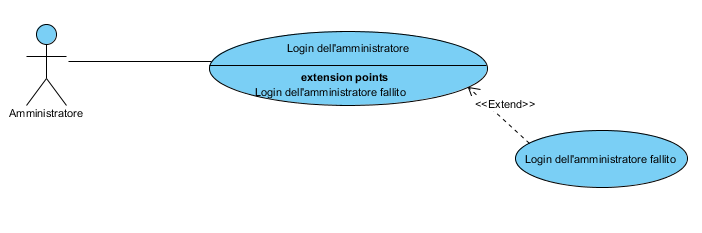 Login dell'amministratore
extension points
Login dell'amministratore fallito
<<Extend>>
Amministratore
Login dell'amministratore fallito